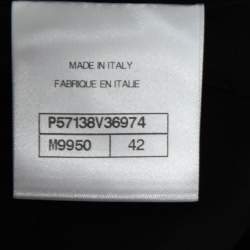 MADE IN ITALY
FABRIQUE EN ITALIE
P57138V36974
M9950 42